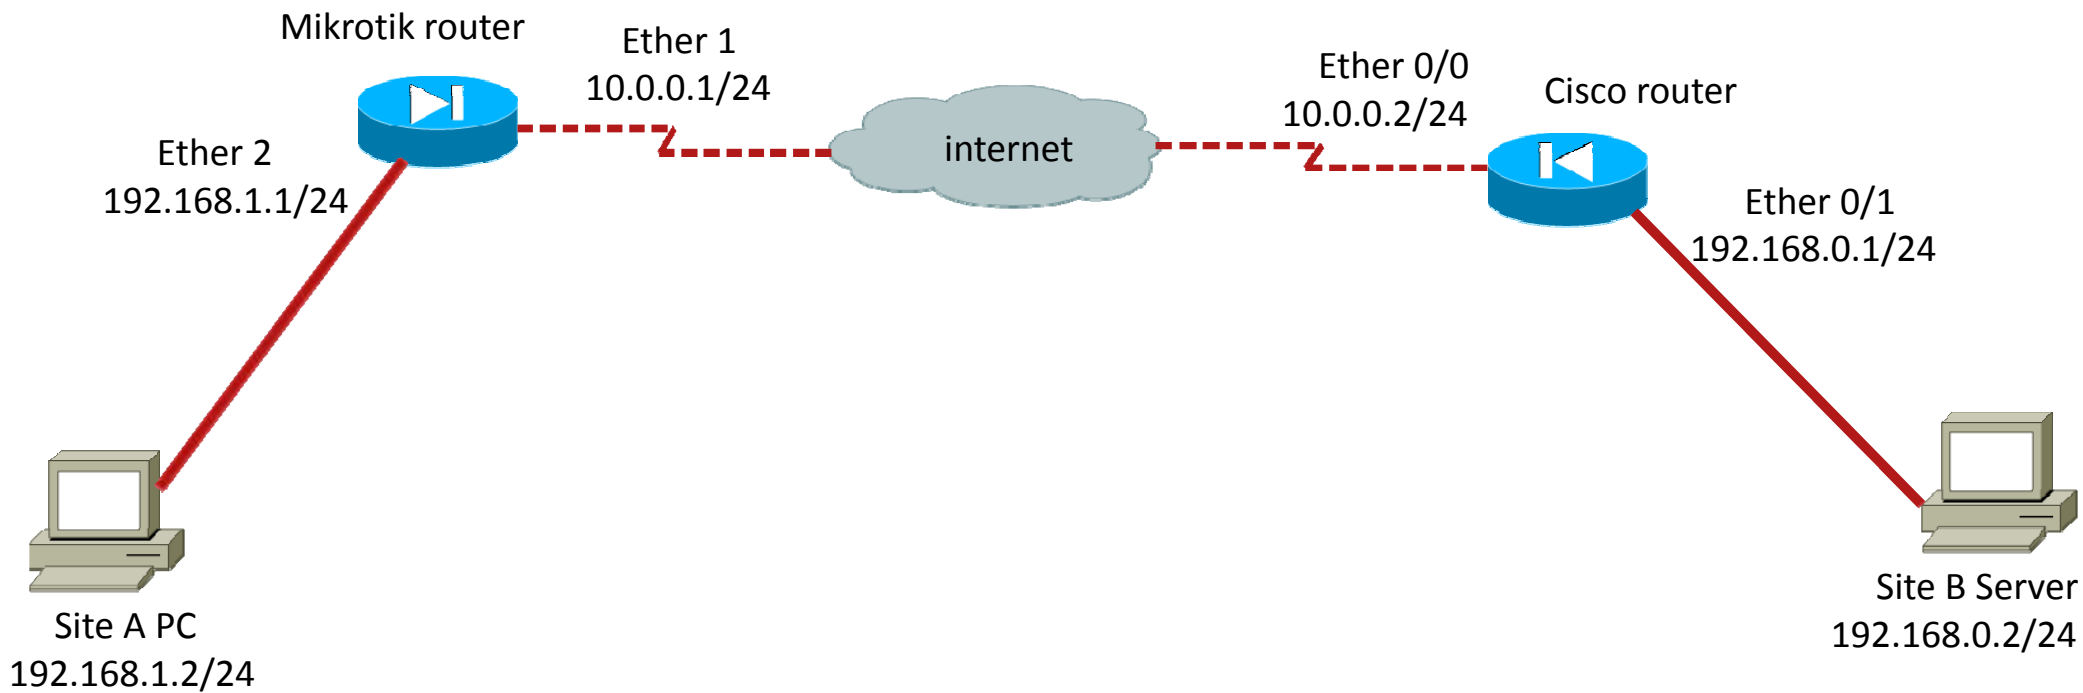 Mikrotik router
Ether 1
10.0.0.1/24
Ether 0/0
10.0.0.2/24
Cisco router
Ether 2
192.168.1.1/24
internet
Ether 0/1
192.168.0.1/24
Site A PC
192.168.1.2/24
Site B Server
192.168.0.2/24